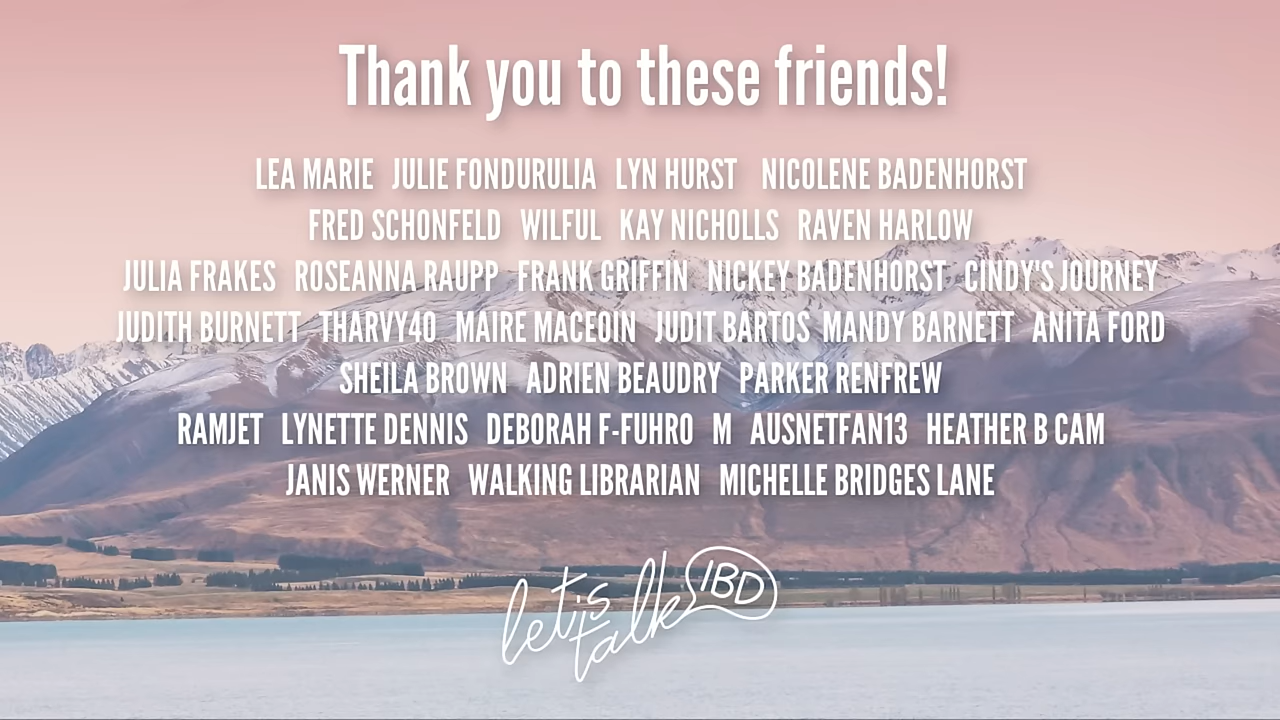 Thank you to these friends!
LEA MARIE JULIE FONDURULIA LYN HURST NICOLENE BADENHORST
FRED SCHONFELD WILFUL KAY NICHOLLS RAVEN HARLOW
JULIA FRAKES ROSEANNA RAUPP FRANK GRIFFIN NICKEY BADENHORST CINDY'S JOURNEY
JUDITH BURNETT THARVY40 MAIRE MACEOIN JUDIT BARTOS MANDY BARNETT ANITA FORD
SHEILA BROWN ADRIEN BEAUDRY PARKER RENFREW
RAMJET LYNETTE DENNIS DEBORAH F-FUHRO M AUSNETFAN13 HEATHER B CAM
JANIS WERNER WALKING LIBRARIAN MICHELLE BRIDGES LANE
let's talk IBD